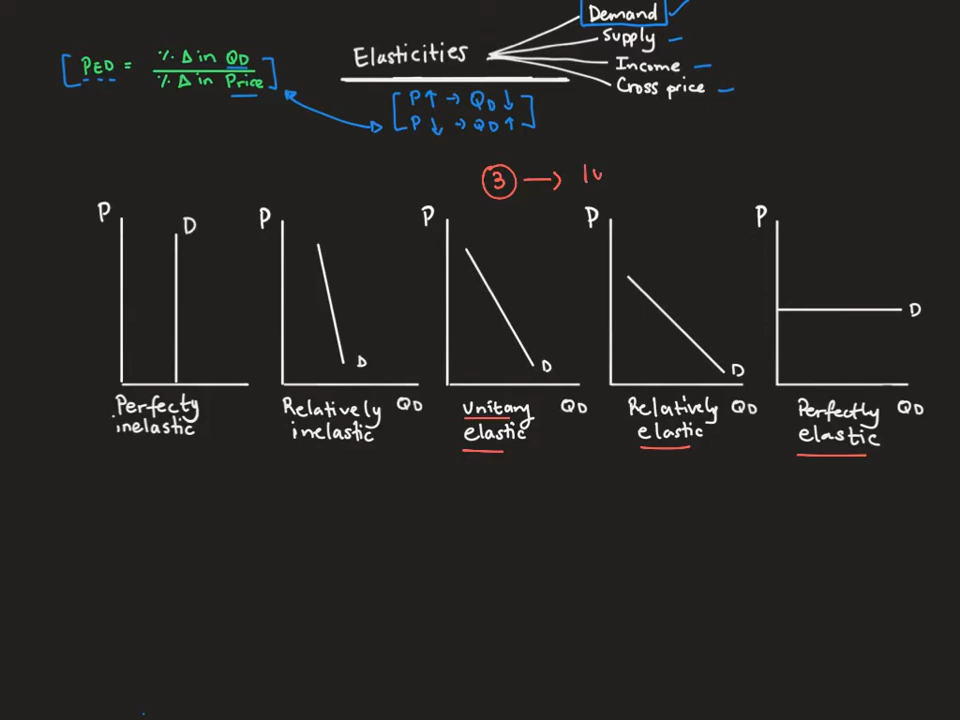 Demand
Supply
Income
Cross price
Elasticities
[PED = % Δ in QD
% Δ in Price]
[P↑ → QD ↓
P↓ → QD ↑]
3 →
P
D
Perfecty
inelastic
P
D
QD
Relatively
inelastic
P
D
QD
Unitary
elastic
P
D
QD
Relatively
elastic
P
D
QD
Perfectly
elastic